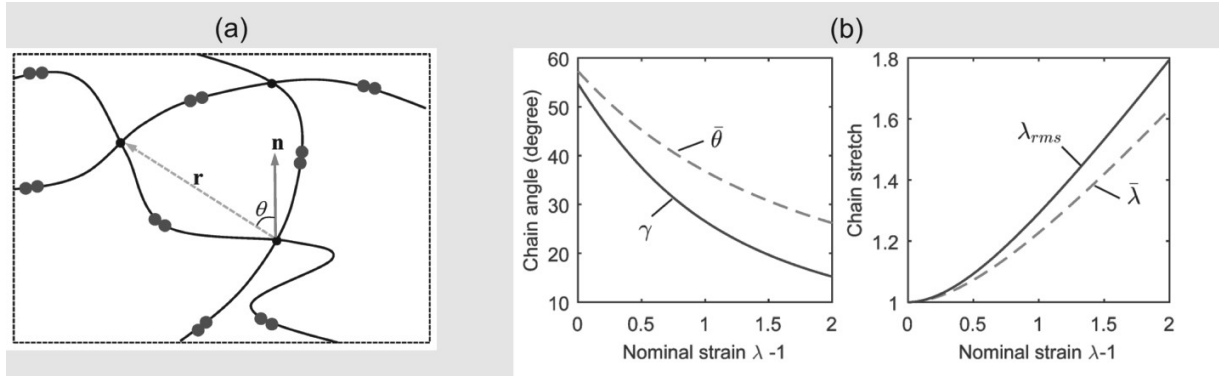 (a)
(b)
n
r
θ
Chain angle (degree)
60
50
40
30
20
10
θ̄
γ
0
0.5
1
1.5
2
Nominal strain λ -1
Chain stretch
1.8
1.6
1.4
1.2
1
λrms
λ̄
0
0.5
1
1.5
2
Nominal strain λ-1